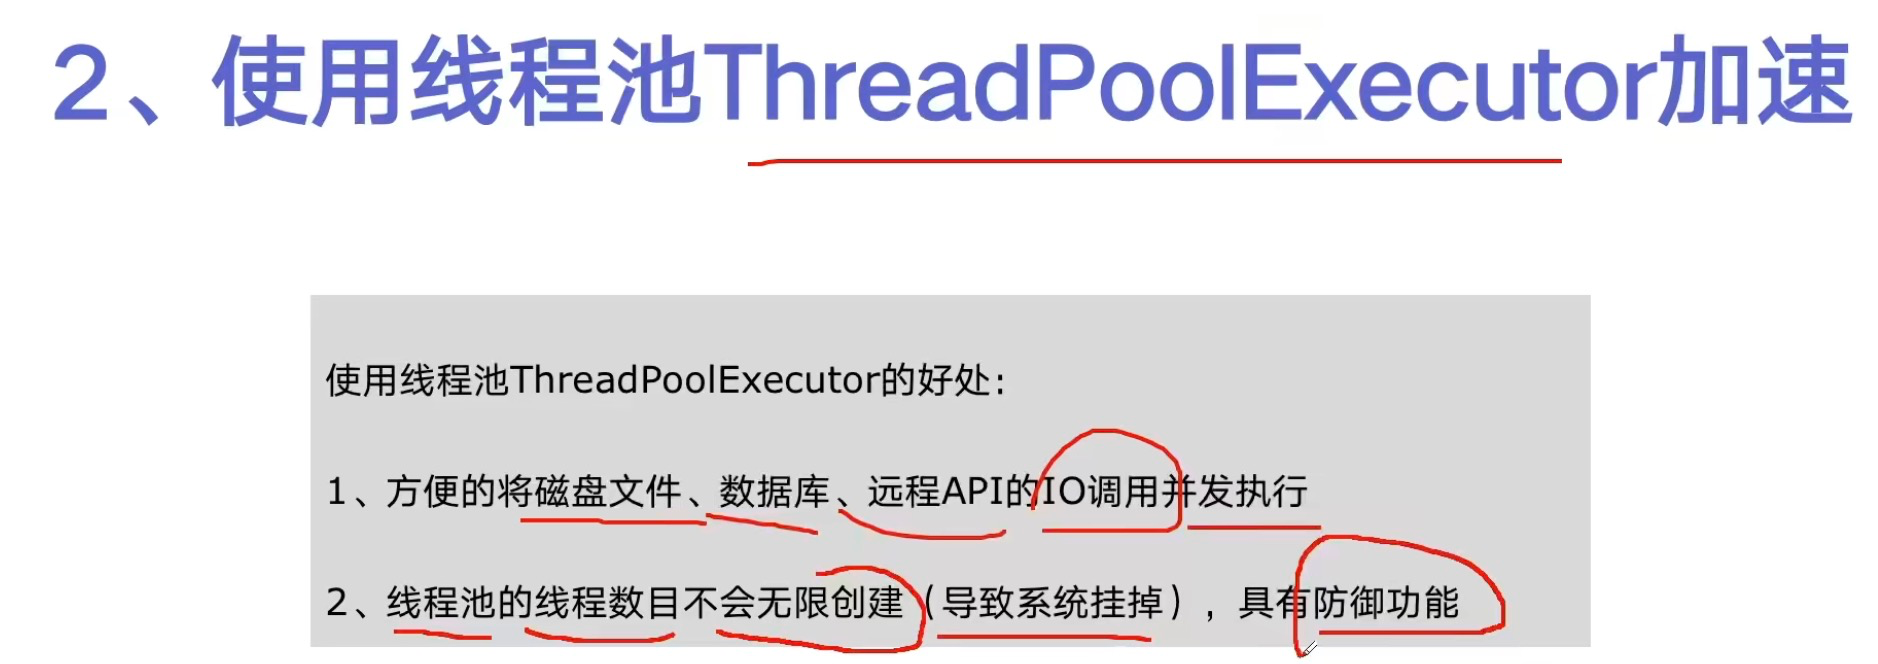 2、使用线程池ThreadPoolExecutor加速
使用线程池ThreadPoolExecutor的好处：
1、方便的将磁盘文件、数据库、远程API的IO调用并发执行
2、线程池的线程数目不会无限创建（导致系统挂掉），具有防御功能